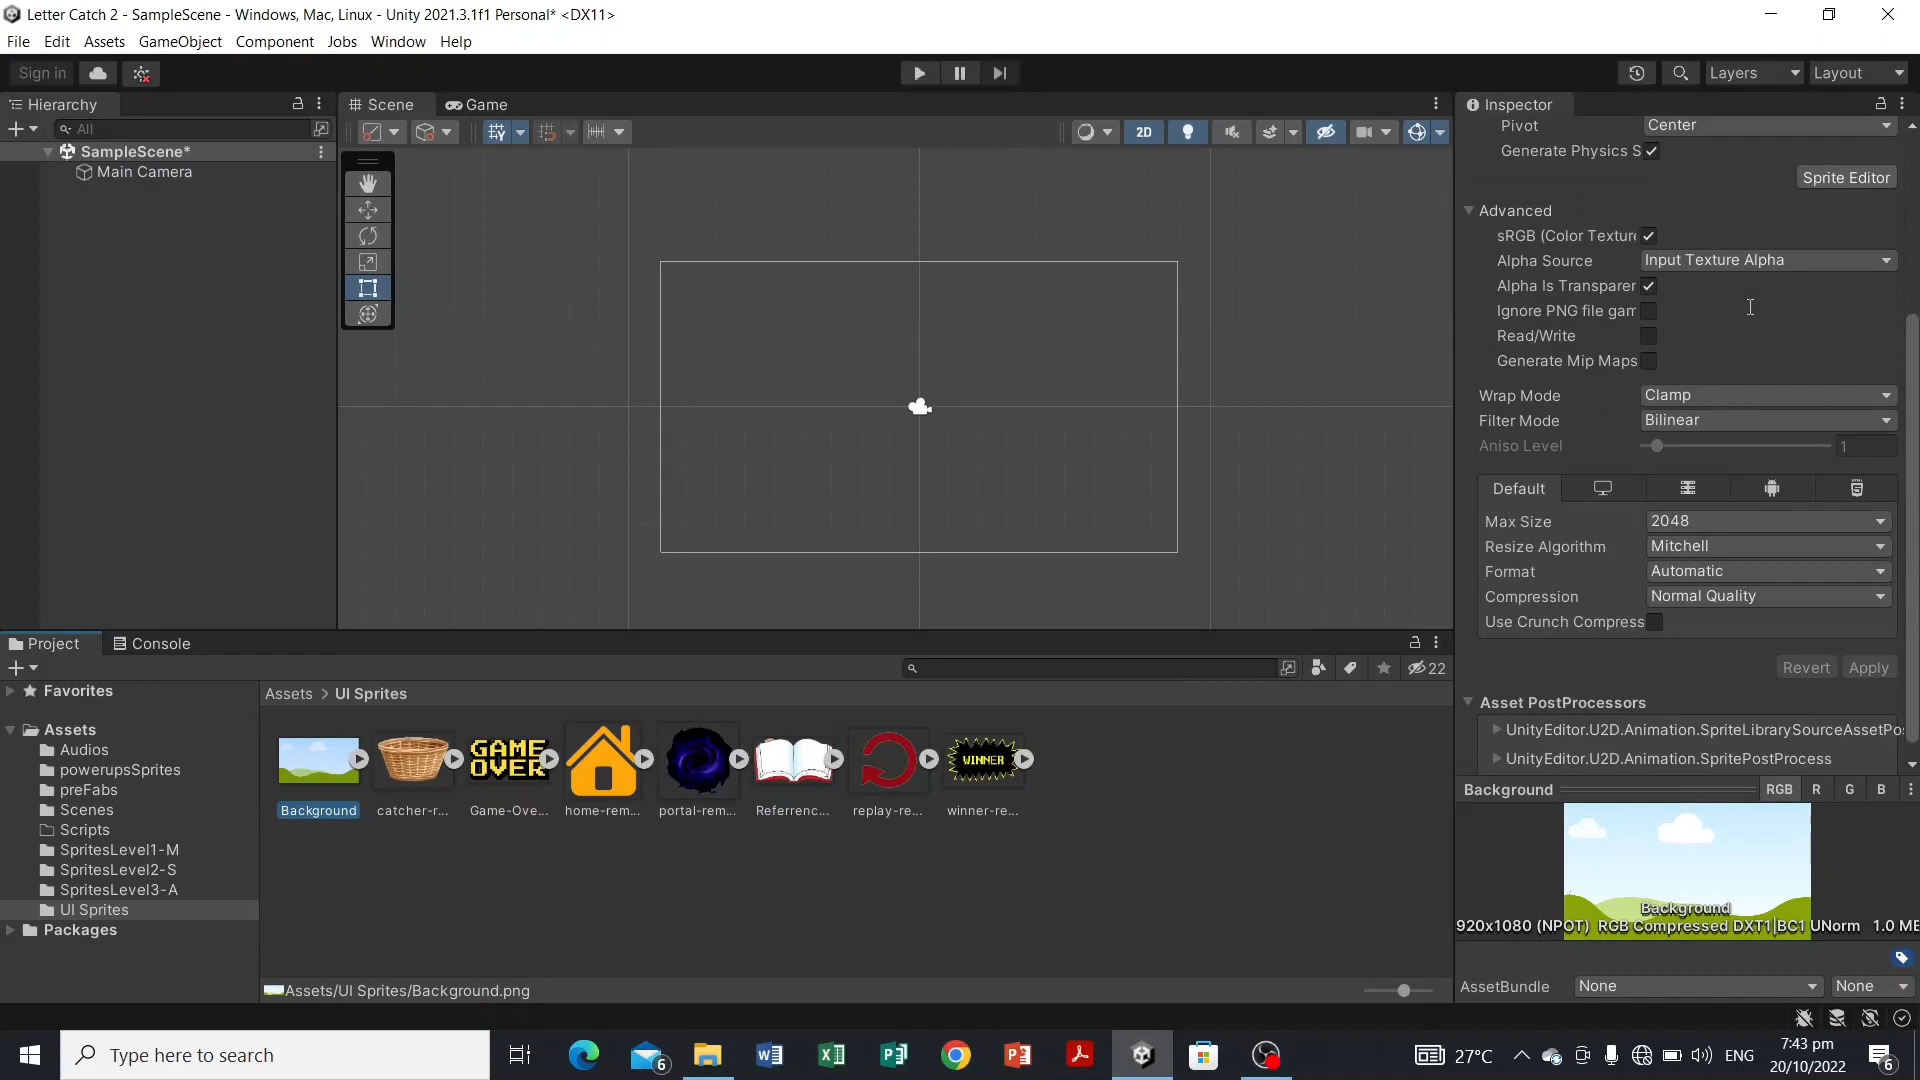 Letter Catch 2 - SampleScene - Windows, Mac, Linux - Unity 2021.3.1f1 Personal* <DX11>
File Edit Assets GameObject Component Jobs Window Help
Sign in
Layers
Layout
Hierarchy
Scene
Game
Inspector
All
2D
Pivot
Center
SampleScene*
Generate Physics S
Main Camera
Sprite Editor
Advanced
sRGB (Color Texture
Alpha Source
Input Texture Alpha
Alpha Is Transparer
Ignore PNG file gam
Read/Write
Generate Mip Maps
Wrap Mode
Clamp
Filter Mode
Bilinear
Aniso Level
1
Default
Max Size
2048
Resize Algorithm
Mitchell
Format
Automatic
Compression
Normal Quality
Use Crunch Compress
Revert
Apply
Project
Console
22
Favorites
Assets > UI Sprites
Assets
Audios
powerupsSprites
preFabs
Scenes
Scripts
SpritesLevel1-M
SpritesLevel2-S
SpritesLevel3-A
UI Sprites
Packages
GAME
OVER
WINNER
Background
catcher-r...
Game-Ove...
home-rem...
portal-rem...
Referrenc...
replay-re...
winner-re...
Assets/UI Sprites/Background.png
Asset PostProcessors
UnityEditor.U2D.Animation.SpriteLibrarySourceAssetPo
UnityEditor.U2D.Animation.SpritePostProcess
Background
RGB R G B
Background
920x1080 (NPOT) RGB Compressed DXT1|BC1 UNorm 1.0 ME
AssetBundle
None
None
Type here to search
6
27°C
ENG
7:43 pm
20/10/2022
6